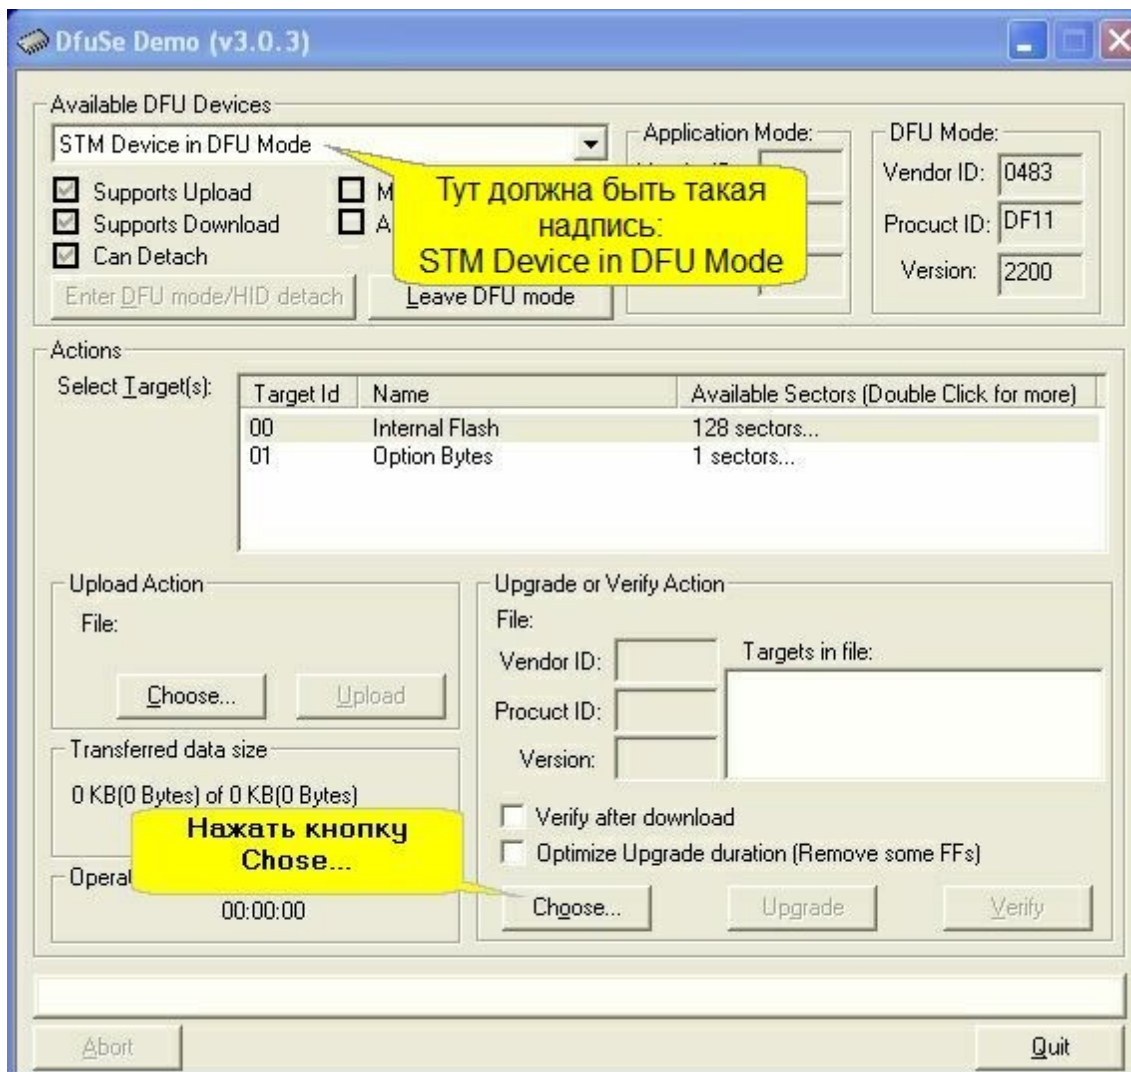 DfuSe Demo (v3.0.3)
Available DFU Devices
STM Device in DFU Mode
Supports Upload
Supports Download
Can Detach
M
A
Enter DFU mode/HID detach
Leave DFU mode
Тут должна быть такая
надпись:
STM Device in DFU Mode
Application Mode:
DFU Mode:
Vendor ID: 0483
Procuct ID: DF11
Version: 2200
Actions
Select Target(s):
Target Id Name Available Sectors (Double Click for more)
00 Internal Flash 128 sectors...
01 Option Bytes 1 sectors...
Upload Action
File:
Choose... Upload
Transferred data size
0 KB(0 Bytes) of 0 KB(0 Bytes)
Нажать кнопку
Chose...
Operat
00:00:00
Upgrade or Verify Action
File:
Vendor ID:
Procuct ID:
Version:
Targets in file:
Verify after download
Optimize Upgrade duration (Remove some FFs)
Choose... Upgrade Verify
Abort Quit